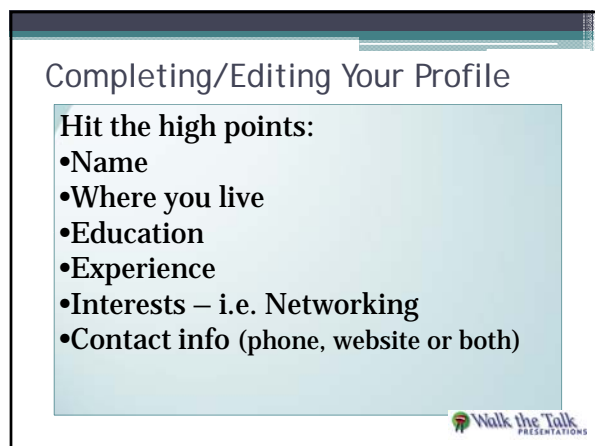 Completing/Editing Your Profile
Hit the high points:
•Name
•Where you live
•Education
•Experience
•Interests – i.e. Networking
•Contact info (phone, website or both)
Walk the Talk
PRESENTATIONS